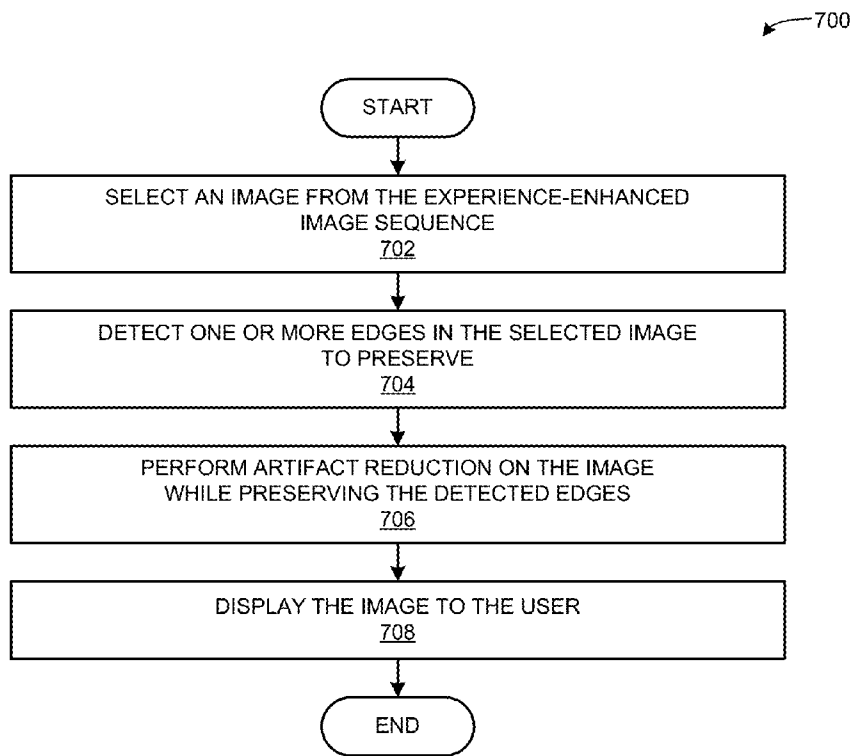 700
START
SELECT AN IMAGE FROM THE EXPERIENCE-ENHANCED
IMAGE SEQUENCE
702
DETECT ONE OR MORE EDGES IN THE SELECTED IMAGE
TO PRESERVE
704
PERFORM ARTIFACT REDUCTION ON THE IMAGE
WHILE PRESERVING THE DETECTED EDGES
706
DISPLAY THE IMAGE TO THE USER
708
END